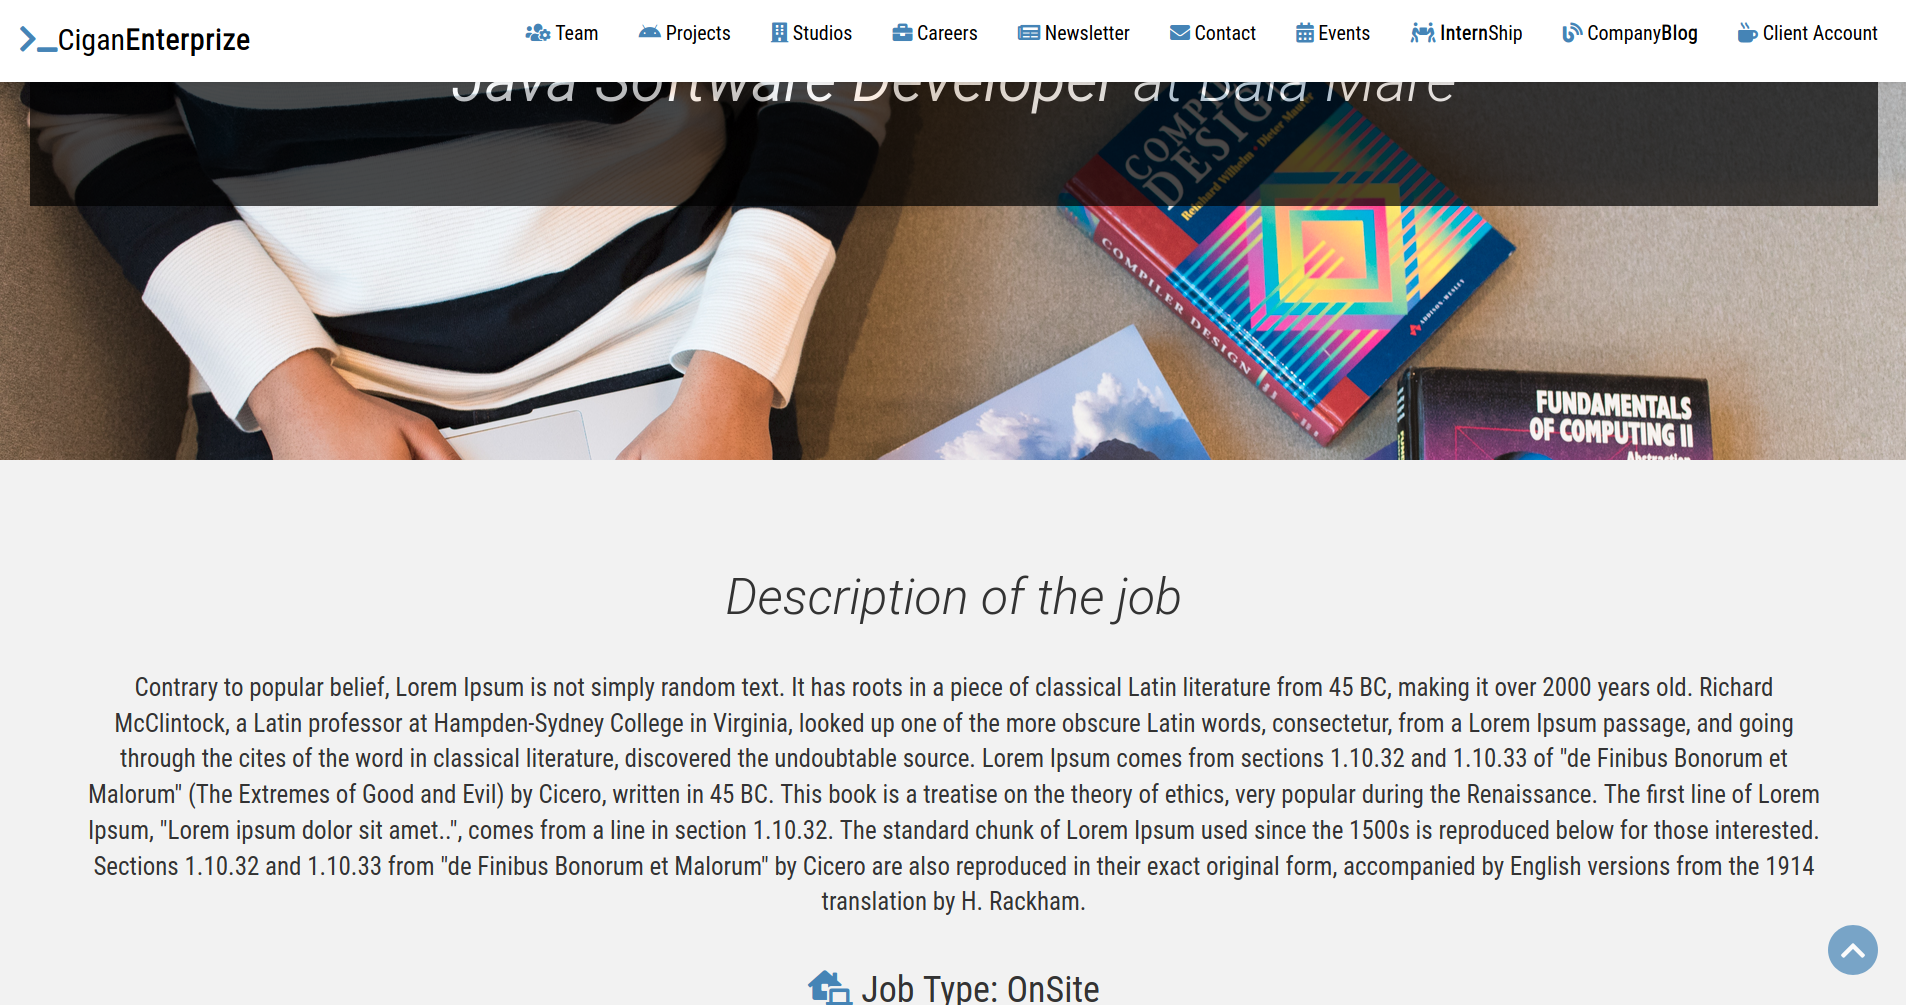 CiganEnterprize
Team
Projects
Studios
Careers
Newsletter
Contact
Events
InternShip
CompanyBlog
Client Account
Java Software Developer at Baia Mare
DESIGN
Reinhard Wilhelm • Dieter Maurer
COMPILER DESIGN
ADDISON-WESLEY
FUNDAMENTALS
OF COMPUTING II
Abstraction
Description of the job
Contrary to popular belief, Lorem Ipsum is not simply random text. It has roots in a piece of classical Latin literature from 45 BC, making it over 2000 years old. Richard
McClintock, a Latin professor at Hampden-Sydney College in Virginia, looked up one of the more obscure Latin words, consectetur, from a Lorem Ipsum passage, and going
through the cites of the word in classical literature, discovered the undoubtable source. Lorem Ipsum comes from sections 1.10.32 and 1.10.33 of "de Finibus Bonorum et
Malorum" (The Extremes of Good and Evil) by Cicero, written in 45 BC. This book is a treatise on the theory of ethics, very popular during the Renaissance. The first line of Lorem
Ipsum, "Lorem ipsum dolor sit amet..", comes from a line in section 1.10.32. The standard chunk of Lorem Ipsum used since the 1500s is reproduced below for those interested.
Sections 1.10.32 and 1.10.33 from "de Finibus Bonorum et Malorum" by Cicero are also reproduced in their exact original form, accompanied by English versions from the 1914
translation by H. Rackham.
Job Type: OnSite